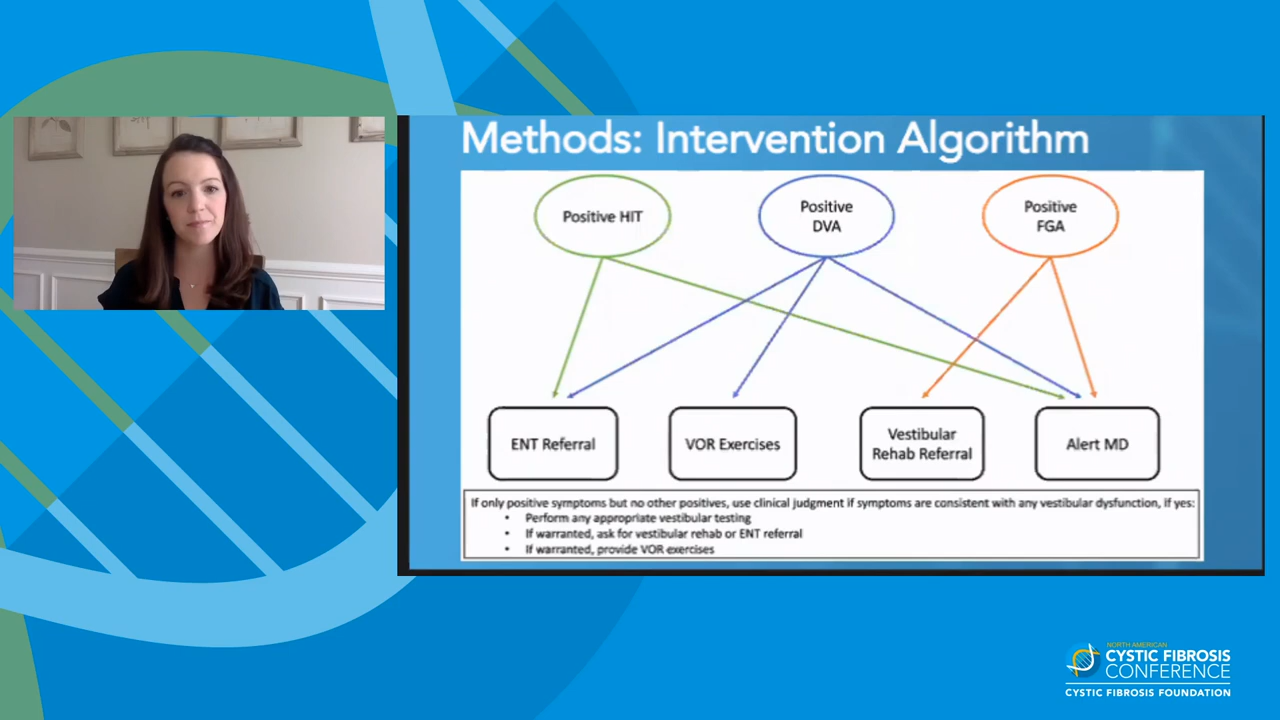 Methods: Intervention Algorithm
Positive HIT
Positive
DVA
Positive
FGA
ENT Referral
VOR Exercises
Vestibular
Rehab Referral
Alert MD
If only positive symptoms but no other positives, use clinical judgment if symptoms are consistent with any vestibular dysfunction, if yes:
• Perform any appropriate vestibular testing
• If warranted, ask for vestibular rehab or ENT referral
• If warranted, provide VOR exercises
NORTH AMERICAN
CYSTIC FIBROSIS
CONFERENCE
CYSTIC FIBROSIS FOUNDATION